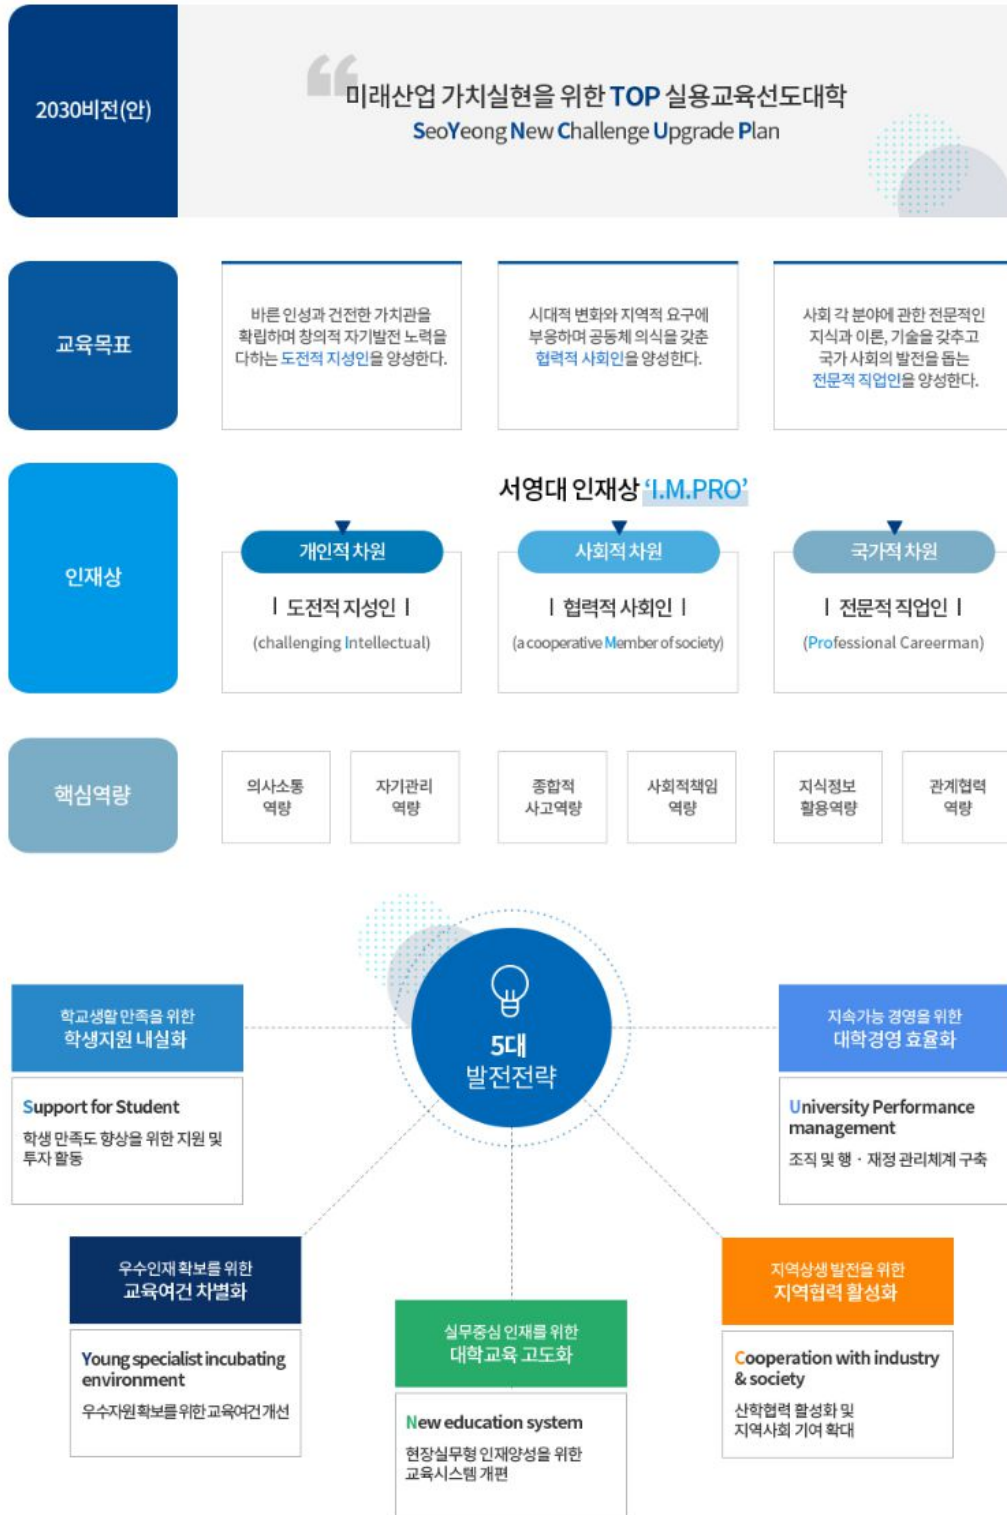 2030비전(안)
미래산업 가치실현을 위한 TOP 실용교육선도대학
SeoYeong New Challenge Upgrade Plan
교육목표
바른 인성과 건전한 가치관을
확립하며 창의적 자기발전 노력을
다하는 도전적 지성인을 양성한다.
시대적 변화와 지역적 요구에
부응하며 공동체 의식을 갖춘
협력적 사회인을 양성한다.
사회 각 분야에 관한 전문적인
지식과 이론, 기술을 갖추고
국가 사회의 발전을 돕는
전문적 직업인을 양성한다.
인재상
서영대 인재상 ‘I.M.PRO’
개인적 차원
| 도전적 지성인 |
(challenging Intellectual)
사회적 차원
| 협력적 사회인 |
(a cooperative Member of society)
국가적 차원
| 전문적 직업인 |
(Professional Careerman)
핵심역량
의사소통
역량
자기관리
역량
종합적
사고역량
사회적책임
역량
지식정보
활용역량
관계협력
역량
5대
발전전략
학교생활 만족을 위한
학생지원 내실화
Support for Student
학생 만족도 향상을 위한 지원 및
투자 활동
지속가능 경영을 위한
대학경영 효율화
University Performance
management
조직 및 행 · 재정 관리체계 구축
우수인재 확보를 위한
교육여건 차별화
Young specialist incubating
environment
우수자원 확보를 위한 교육여건 개선
실무중심 인재를 위한
대학교육 고도화
New education system
현장실무형 인재양성을 위한
교육시스템 개편
지역상생 발전을 위한
지역협력 활성화
Cooperation with industry
& society
산학협력 활성화 및
지역사회 기여 확대